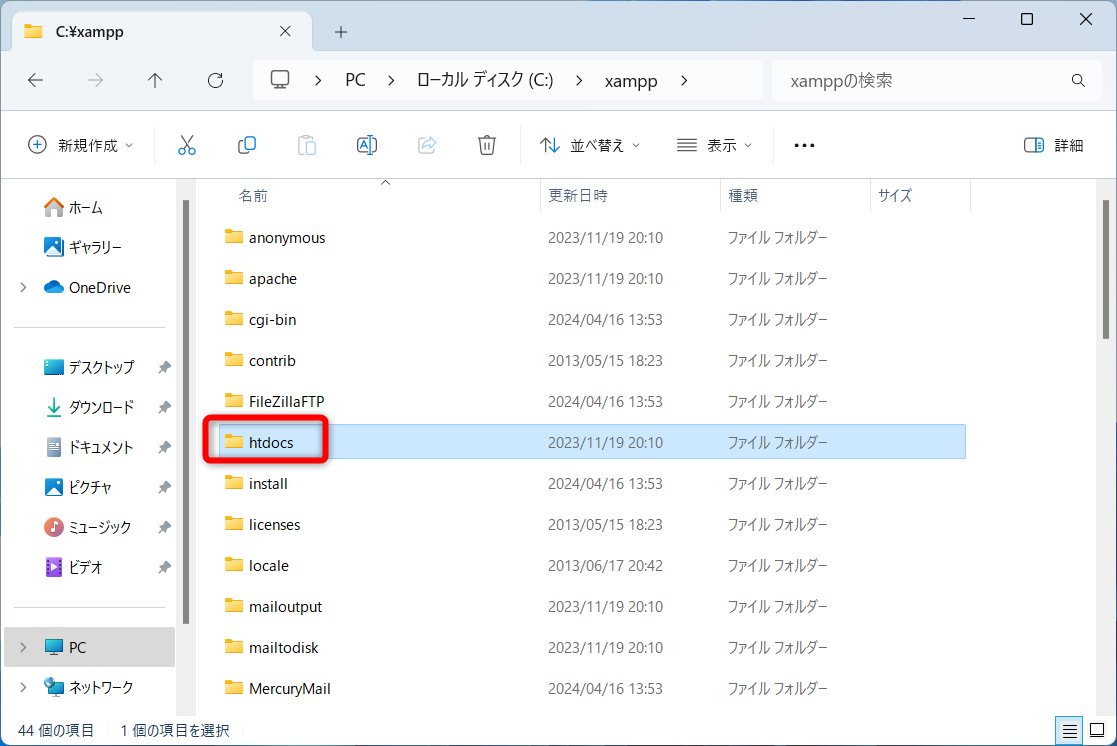 C:¥xampp
PC ローカル ディスク (C:) xampp xamppの検索
新規作成 並べ替え 表示 ... 詳細
名前 更新日時 種類 サイズ
ホーム
ギャラリー
OneDrive
デスクトップ
ダウンロード
ドキュメント
ピクチャ
ミュージック
ビデオ
PC
ネットワーク
anonymous 2023/11/19 20:10 ファイル フォルダー
apache 2023/11/19 20:10 ファイル フォルダー
cgi-bin 2024/04/16 13:53 ファイル フォルダー
contrib 2013/05/15 18:23 ファイル フォルダー
FileZillaFTP 2024/04/16 13:53 ファイル フォルダー
htdocs 2023/11/19 20:10 ファイル フォルダー
install 2024/04/16 13:53 ファイル フォルダー
licenses 2013/05/15 18:23 ファイル フォルダー
locale 2013/06/17 20:42 ファイル フォルダー
mailoutput 2023/11/19 20:10 ファイル フォルダー
mailtodisk 2023/11/19 20:10 ファイル フォルダー
MercuryMail 2024/04/16 13:53 ファイル フォルダー
44 個の項目 1 個の項目を選択